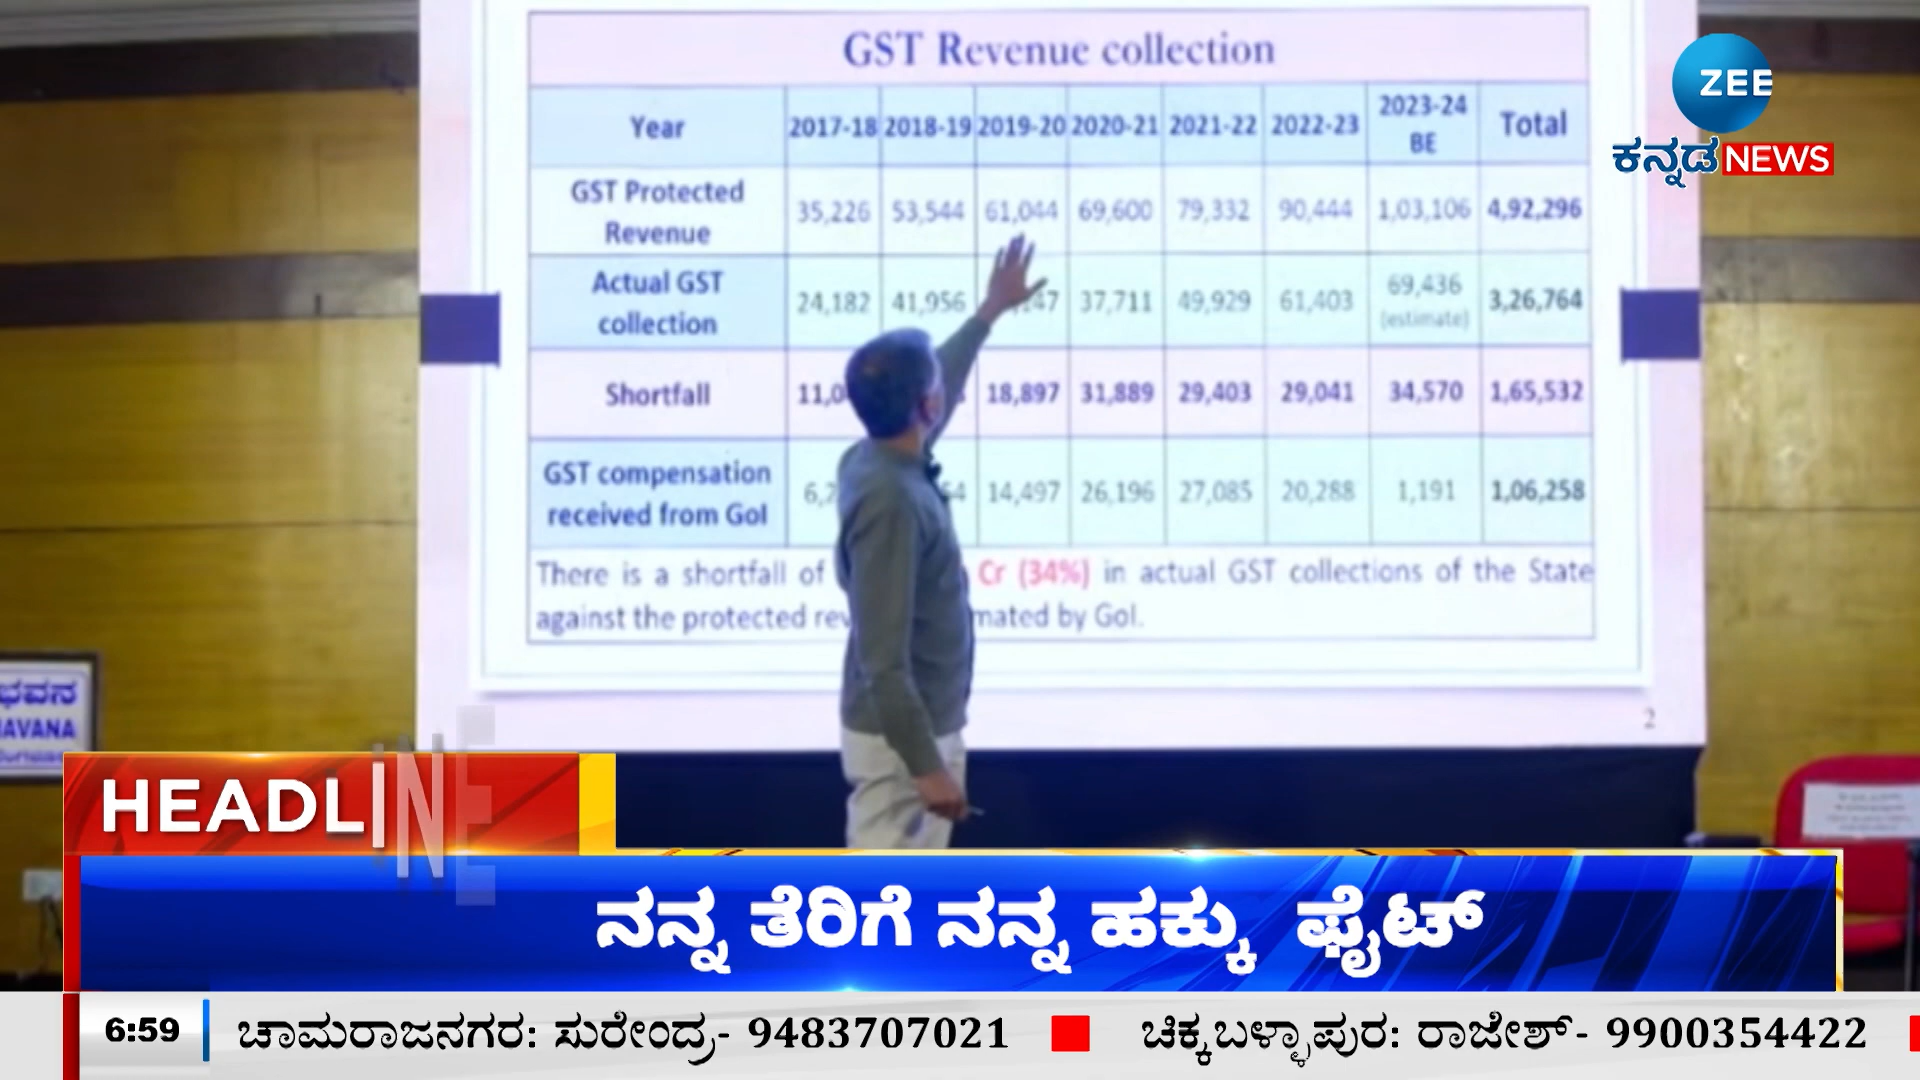 GST Revenue collection
Year 2017-18 2018-19 2019-20 2020-21 2021-22 2022-23 2023-24 BE Total
GST Protected Revenue 35,226 53,544 61,044 69,600 79,332 90,444 1,03,106 4,92,296
Actual GST collection 24,182 41,956 37,711 49,929 61,403 69,436 (estimate) 3,26,764
Shortfall 18,897 31,889 29,403 29,041 34,570 1,65,532
GST compensation received from GoI 14,497 26,196 27,085 20,288 1,191 1,06,258
There is a shortfall of Cr (34%) in actual GST collections of the State
against the protected by GoI.
2
ZEE
ಕನ್ನಡ NEWS
ಭವನ
AVANA
HEADLINE
ನನ್ನ ತೆರಿಗೆ ನನ್ನ ಹಕ್ಕು ಫೈಟ್
6:59 ಚಾಮರಾಜನಗರ: ಸುರೇಂದ್ರ- 9483707021 ಚಿಕ್ಕಬಳ್ಳಾಪುರ: ರಾಜೇಶ್- 9900354422